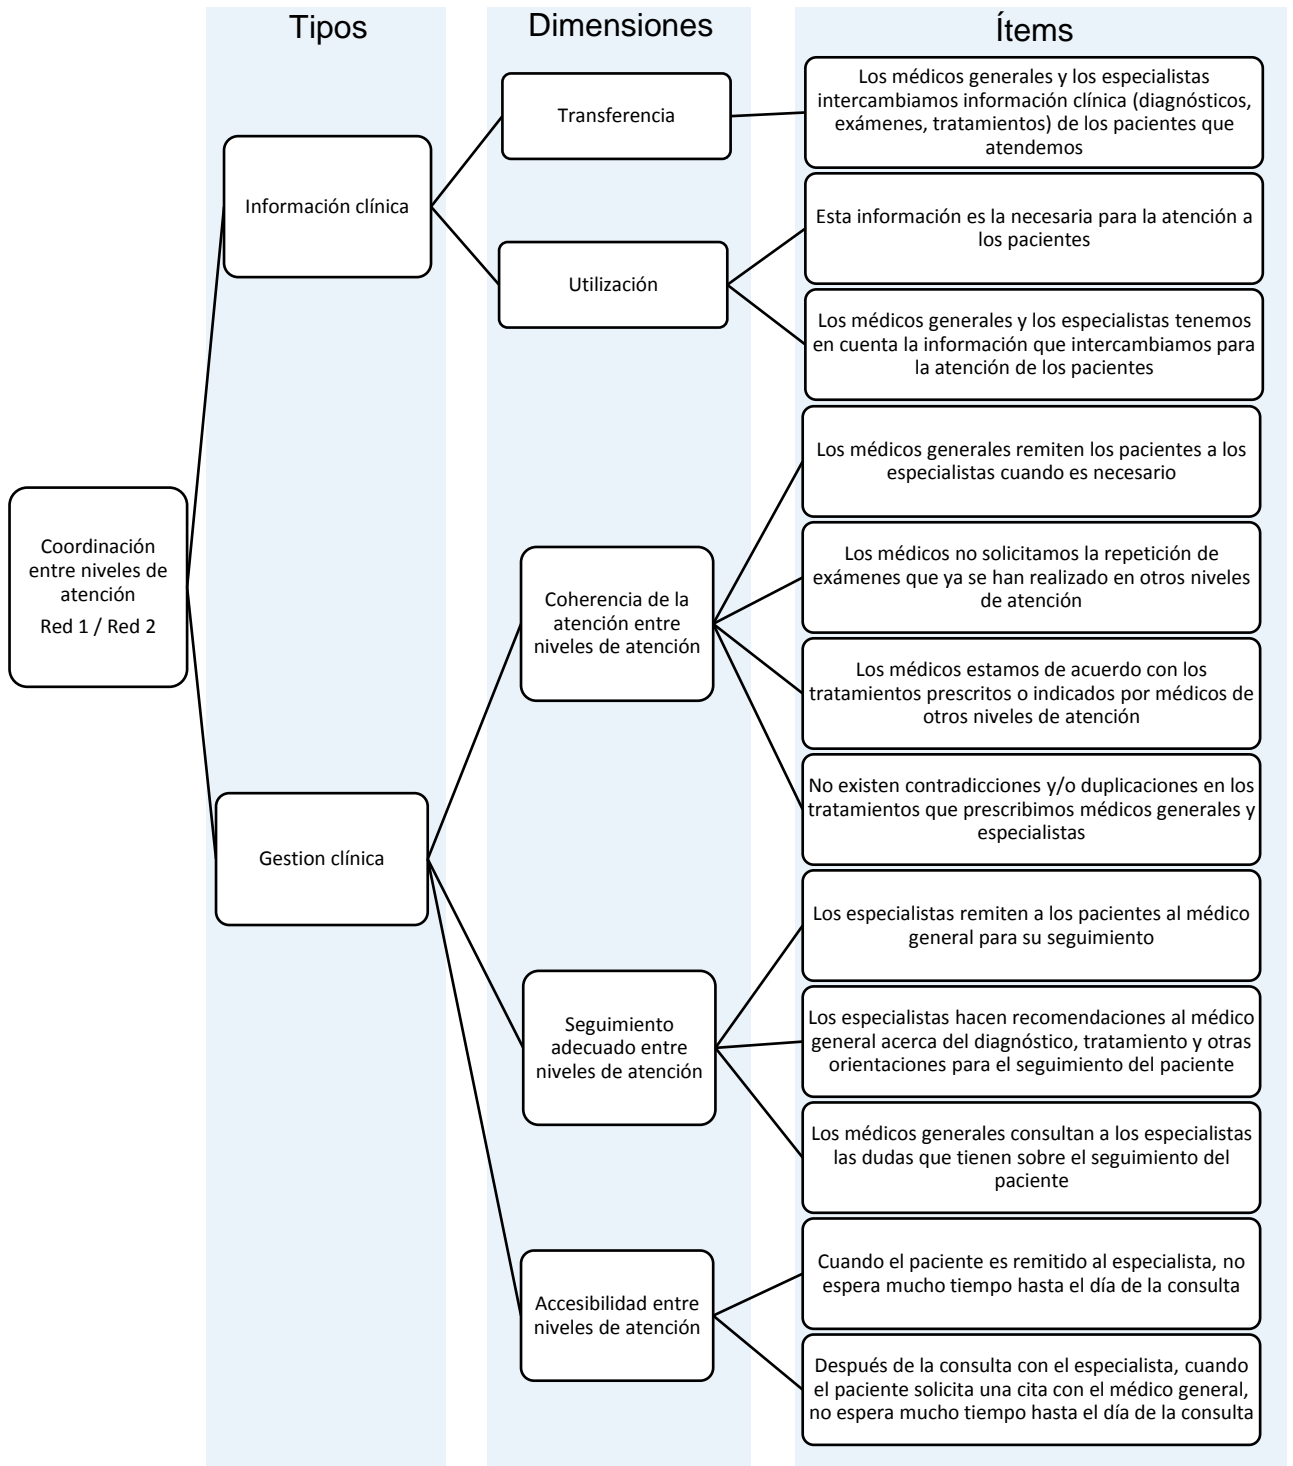 Tipos
Dimensiones
Ítems
Coordinación
entre niveles de
atención
Red 1 / Red 2
Información clínica
Gestion clínica
Transferencia
Utilización
Coherencia de la
atención entre
niveles de atención
Seguimiento
adecuado entre
niveles de atención
Accesibilidad entre
niveles de atención
Los médicos generales y los especialistas
intercambiamos información clínica (diagnósticos,
exámenes, tratamientos) de los pacientes que
atendemos
Esta información es la necesaria para la atención a
los pacientes
Los médicos generales y los especialistas tenemos
en cuenta la información que intercambiamos para
la atención de los pacientes
Los médicos generales remiten los pacientes a los
especialistas cuando es necesario
Los médicos no solicitamos la repetición de
exámenes que ya se han realizado en otros niveles
de atención
Los médicos estamos de acuerdo con los
tratamientos prescritos o indicados por médicos de
otros niveles de atención
No existen contradicciones y/o duplicaciones en los
tratamientos que prescribimos médicos generales y
especialistas
Los especialistas remiten a los pacientes al médico
general para su seguimiento
Los especialistas hacen recomendaciones al médico
general acerca del diagnóstico, tratamiento y otras
orientaciones para el seguimiento del paciente
Los médicos generales consultan a los especialistas
las dudas que tienen sobre el seguimiento del
paciente
Cuando el paciente es remitido al especialista, no
espera mucho tiempo hasta el día de la consulta
Después de la consulta con el especialista, cuando
el paciente solicita una cita con el médico general,
no espera mucho tiempo hasta el día de la consulta